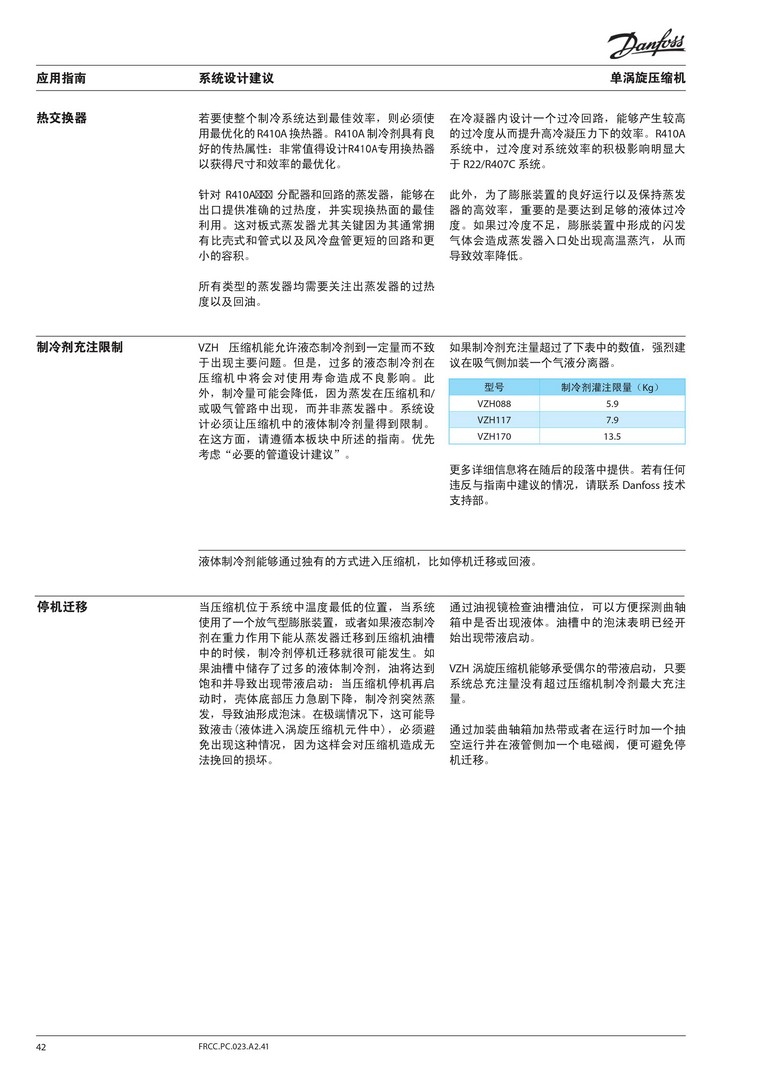 Danfoss
应用指南
系统设计建议
单涡旋压缩机
热交换器
若要使整个制冷系统达到最佳效率，则必须使
用最优化的 R410A 换热器。R410A 制冷剂具有良
好的传热属性：非常值得设计R410A专用换热器
以获得尺寸和效率的最优化。
针对 R410A 分配器和回路的蒸发器，能够在
出口提供准确的过热度，并实现换热面的最佳
利用。这对板式蒸发器尤其关键因为其通常拥
有比壳式和管式以及风冷盘管更短的回路和更
小的容积。
所有类型的蒸发器均需要关注出蒸发器的过热
度以及回油。
在冷凝器内设计一个过冷回路，能够产生较高
的过冷度从而提升高冷凝压力下的效率。R410A
系统中，过冷度对系统效率的积极影响明显大
于 R22/R407C 系统。
此外，为了膨胀装置的良好运行以及保持蒸发
器的高效率，重要的是要达到足够的液体过冷
度。如果过冷度不足，膨胀装置中形成的闪发
气体会造成蒸发器入口处出现高温蒸汽，从而
导致效率降低。
制冷剂充注限制
VZH 压缩机能允许液态制冷剂到一定量而不致
于出现主要问题。但是，过多的液态制冷剂在
压缩机中将会对使用寿命造成不良影响。此
外，制冷量可能会降低，因为蒸发在压缩机和/
或吸气管路中出现，而并非蒸发器中。系统设
计必须让压缩机中的液体制冷剂量得到限制。
在这方面，请遵循本板块中所述的指南。优先
考虑“必要的管道设计建议”。
如果制冷剂充注量超过了下表中的数值，强烈建
议在吸气侧加装一个气液分离器。
型号 制冷剂灌注限量（Kg）
VZH088 5.9
VZH117 7.9
VZH170 13.5
更多详细信息将在随后的段落中提供。若有任何
违反与指南中建议的情况，请联系 Danfoss 技术
支持部。
液体制冷剂能够通过独有的方式进入压缩机，比如停机迁移或回液。
停机迁移
当压缩机位于系统中温度最低的位置，当系统
使用了一个放气型膨胀装置，或者如果液态制冷
剂在重力作用下能从蒸发器迁移到压缩机油槽
中的时候，制冷剂停机迁移就很可能发生。如
果油槽中储存了过多的液体制冷剂，油将达到
饱和并导致出现带液启动：当压缩机停机再启
动时，壳体底部压力急剧下降，制冷剂突然蒸
发，导致油形成泡沫。在极端情况下，这可能导
致液击（液体进入涡旋压缩机元件中），必须避
免出现这种情况，因为这样会对压缩机造成无
法挽回的损坏。
通过油视镜检查油槽油位，可以方便探测曲轴
箱中是否出现液体。油槽中的泡沫表明已经开
始出现带液启动。
VZH 涡旋压缩机能够承受偶尔的带液启动，只要
系统总充注量没有超过压缩机制冷剂最大充注
量。
通过加装曲轴箱加热带或者在运行时加一个抽
空运行并在液管侧加一个电磁阀，便可避免停
机迁移。
42
FRCC.PC.023.A2.41